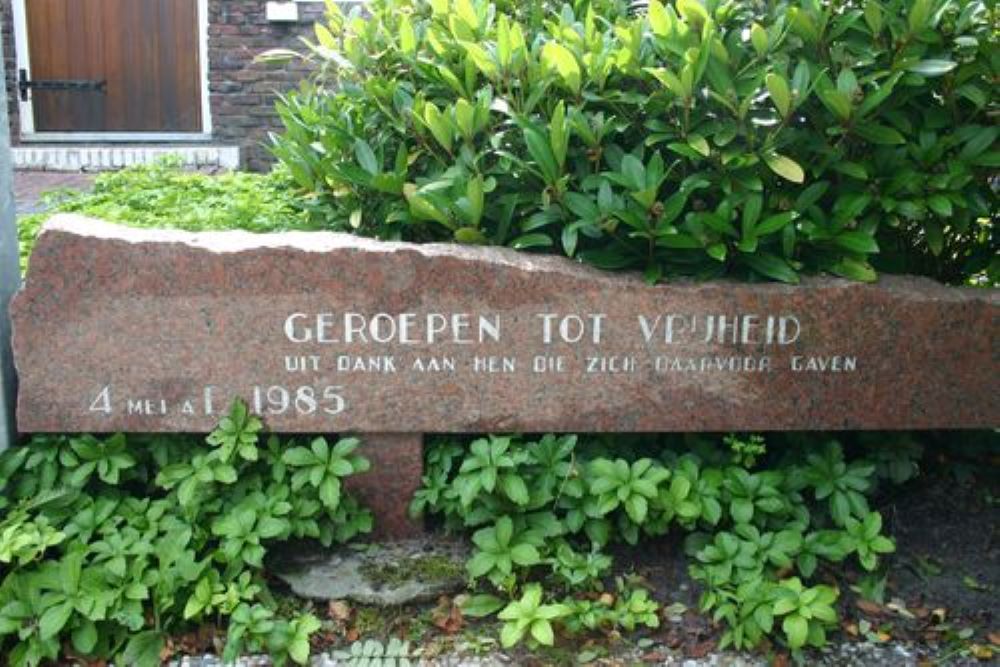 GEROEPEN TOT VRIJHEID
UIT DANK AAN HEN DIE ZICH DAARVOOR GAVEN
4 MEI A.D. 1985